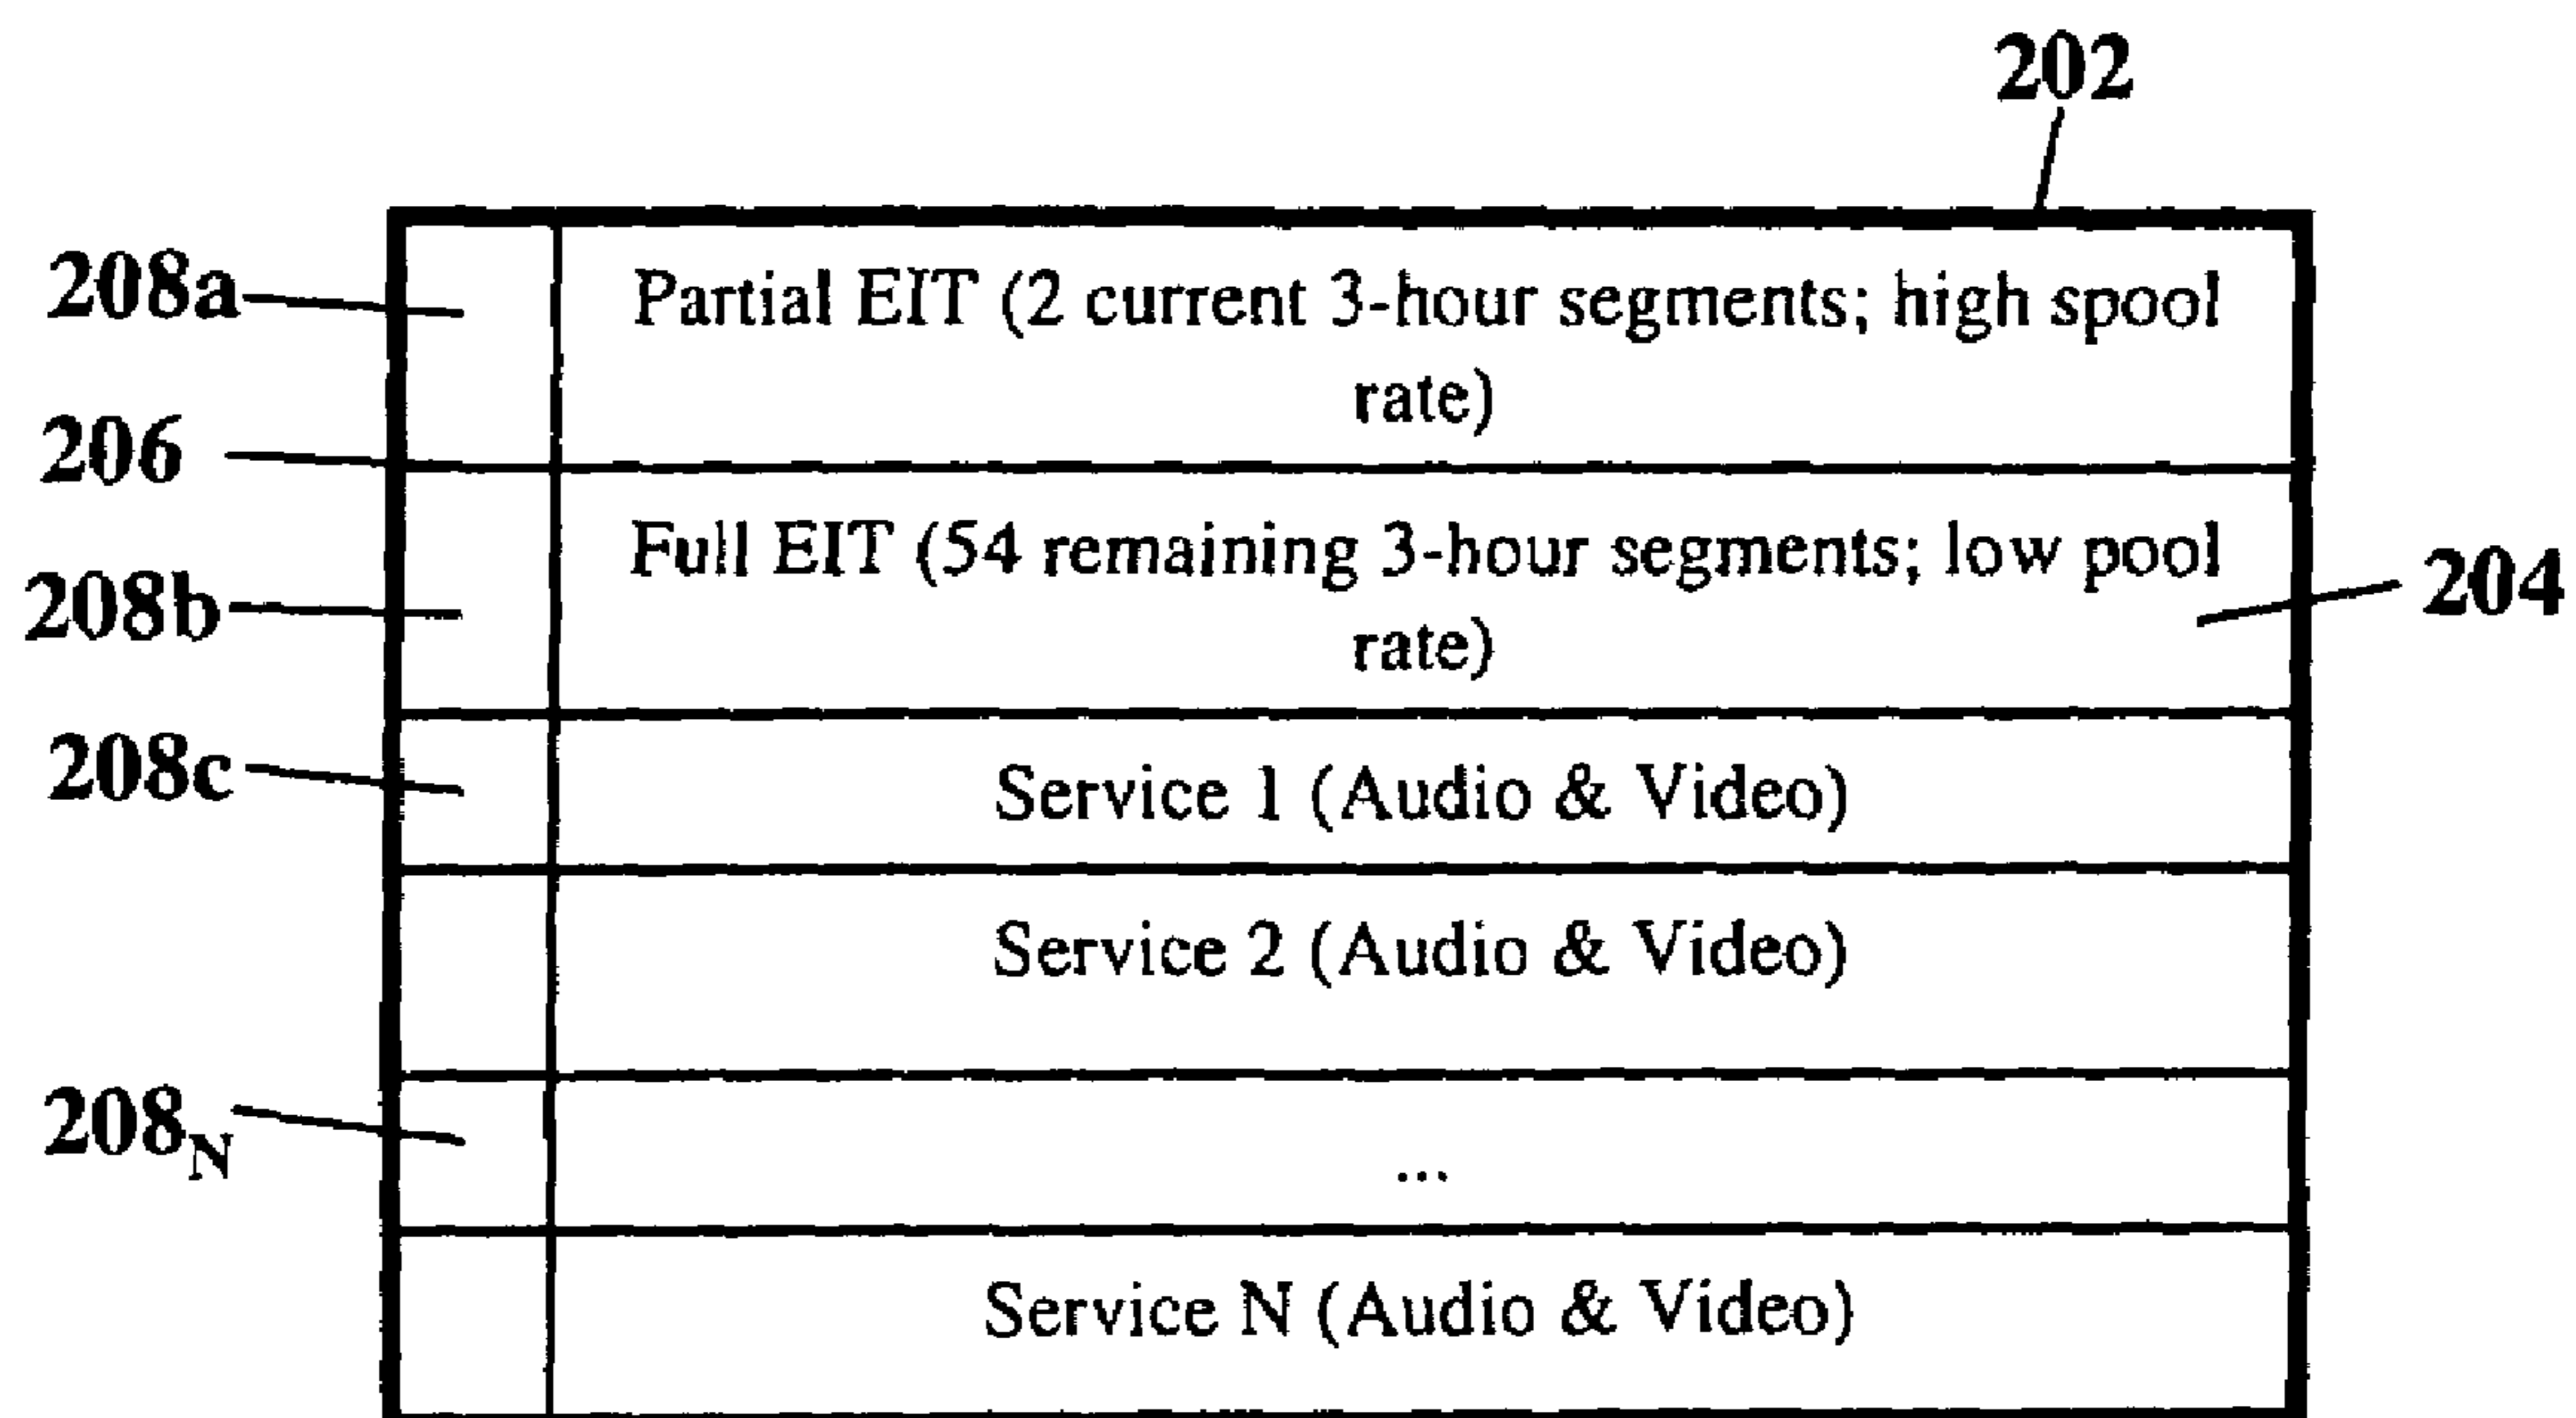 202
208a
Partial EIT (2 current 3-hour segments; high spool
rate)
206
208b
Full EIT (54 remaining 3-hour segments; low pool
rate)
204
208c
Service 1 (Audio & Video)
Service 2 (Audio & Video)
208N
...
Service N (Audio & Video)